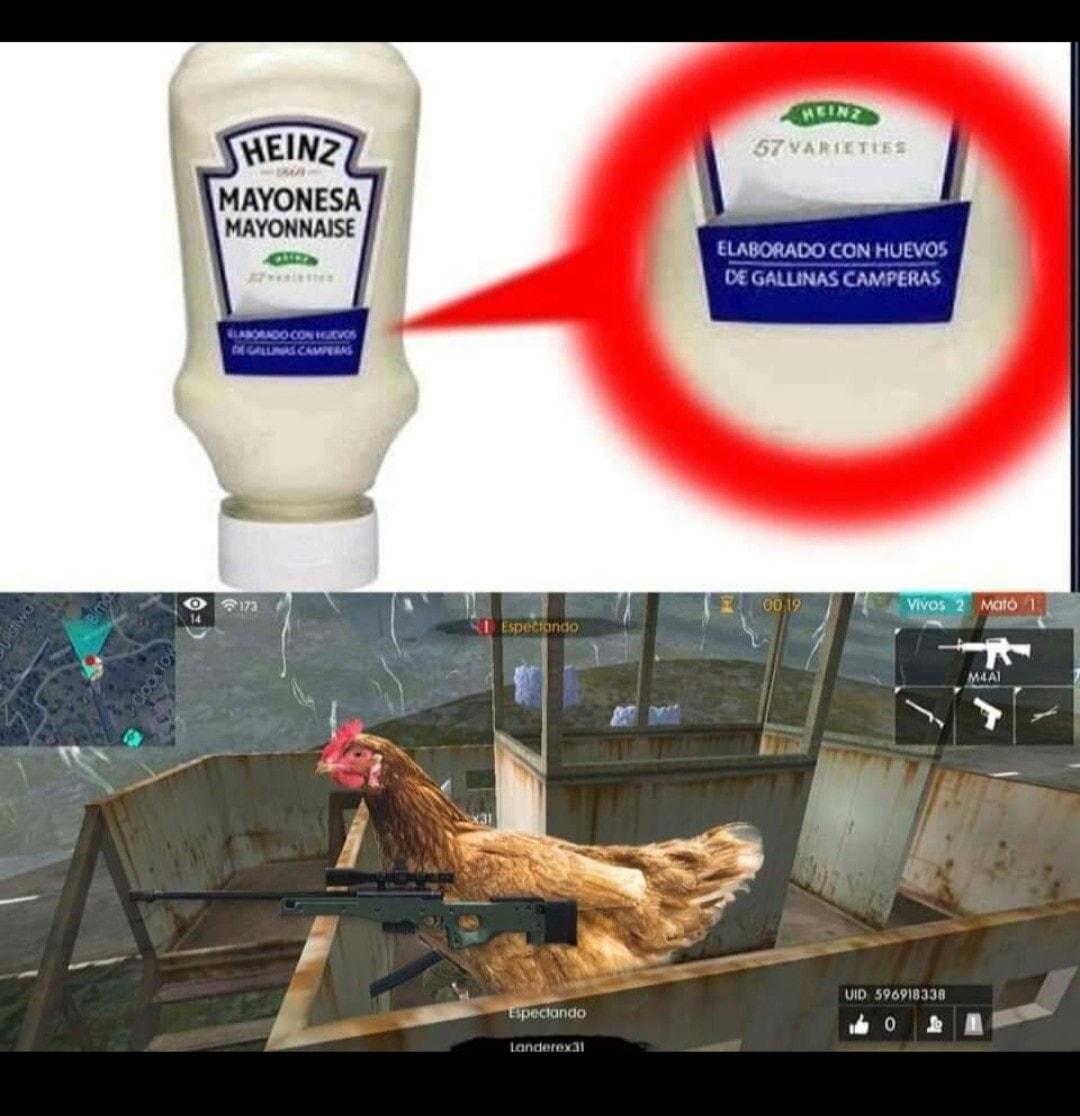 HEINZ
MAYONESA
MAYONNAISE
HEINZ
57 VARIETIES
ELABORADO CON HUEVOS
DE GALLINAS CAMPERAS
HEINZ
57 VARIETIES
ELABORADO CON HUEVOS
DE GALLINAS CAMPERAS
14
173
! Espectando
00:19
Vivos 2 Mató 1
M4A1
x31
UID: 596918338
0
Espectando
Landerex31